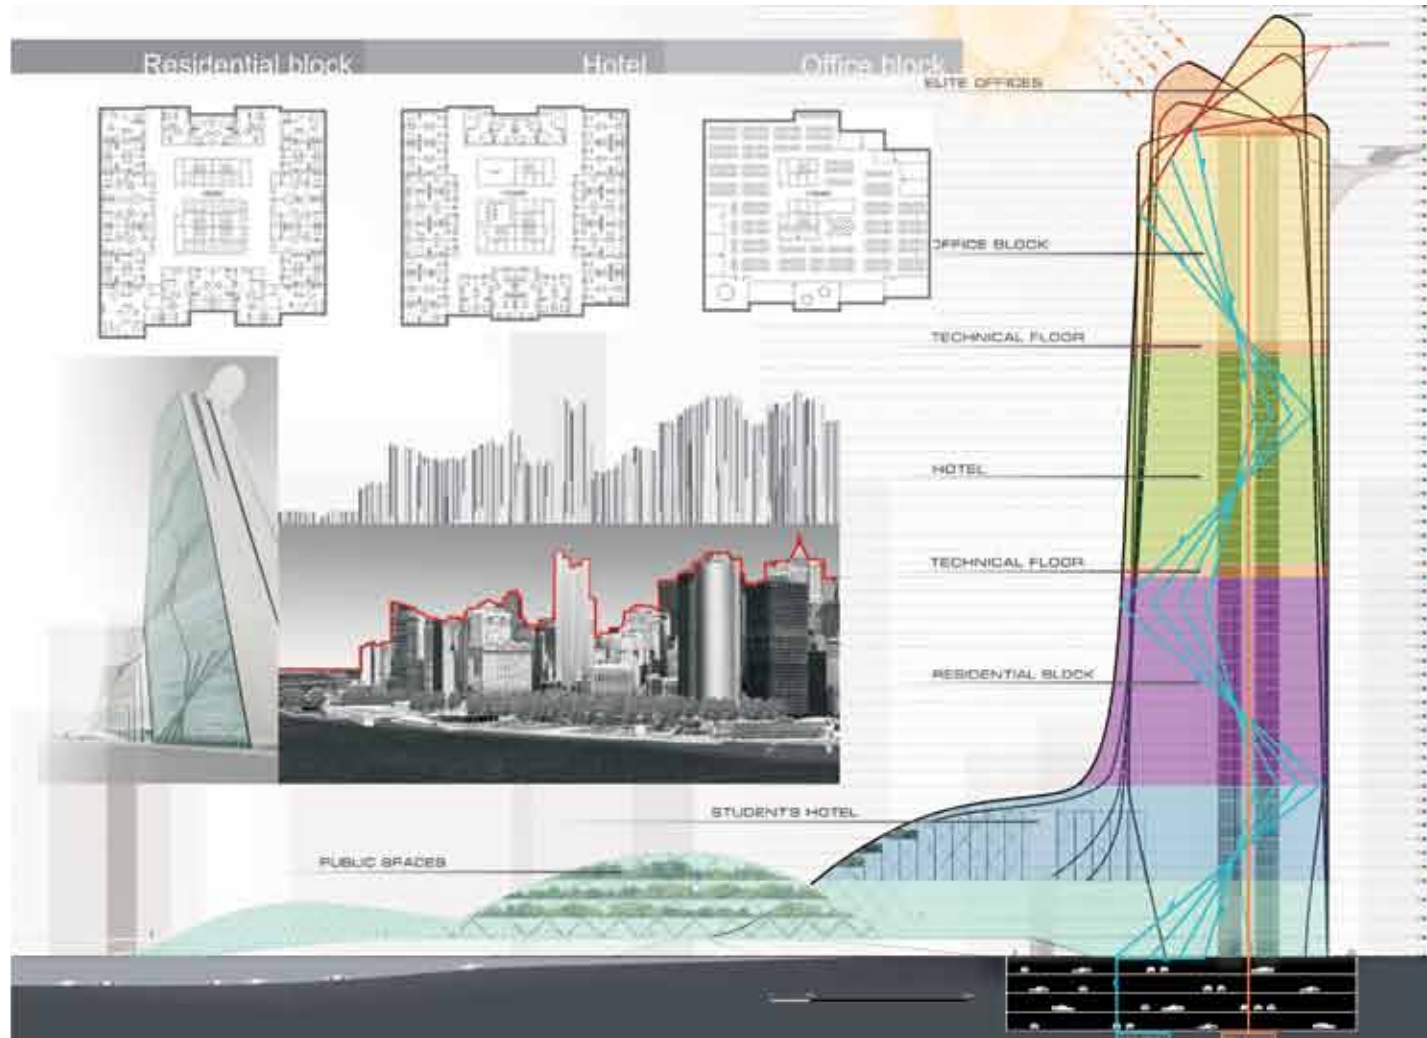 Residential block
Hotel
Office block
ELITE OFFICES
OFFICE BLOCK
TECHNICAL FLOOR
HOTEL
TECHNICAL FLOOR
RESIDENTIAL BLOCK
STUDENT'S HOTEL
PUBLIC SPACES